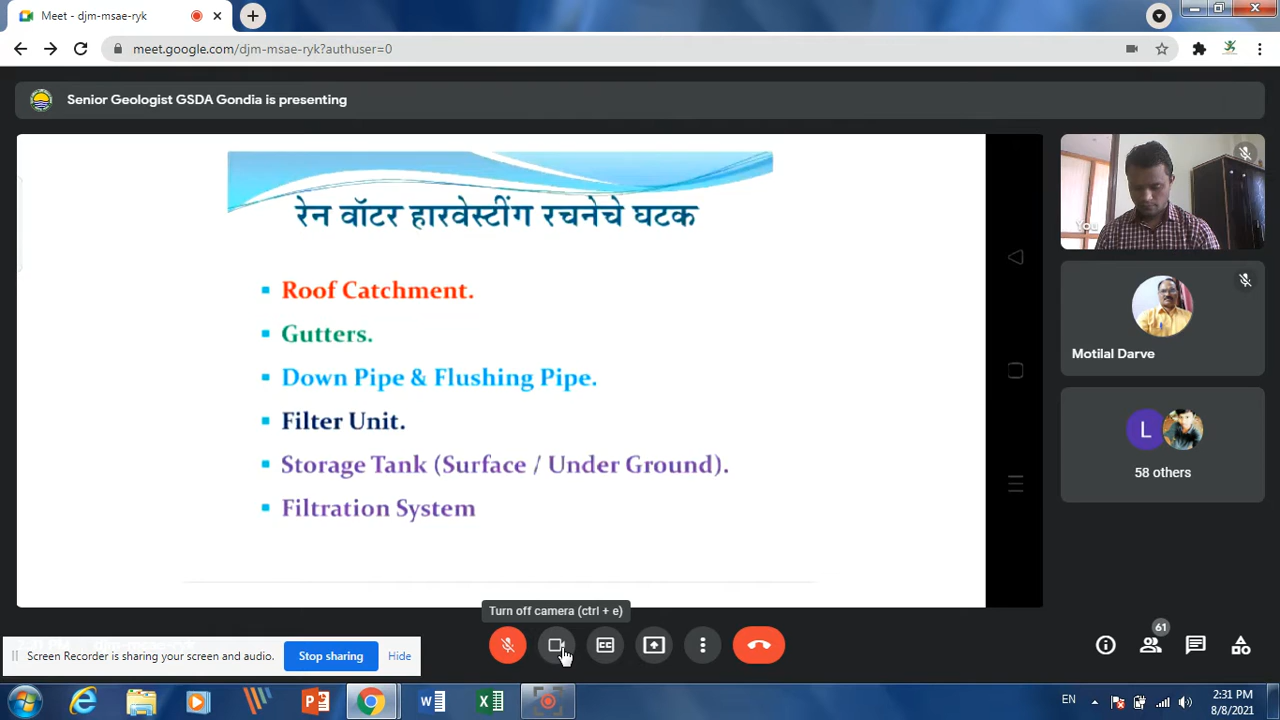 Meet - djm-msae-ryk
meet.google.com/djm-msae-ryk?authuser=0
Senior Geologist GSDA Gondia is presenting
रेन वॉटर हारवेस्टींग रचनेचे घटक
Roof Catchment.
Gutters.
Down Pipe & Flushing Pipe.
Filter Unit.
Storage Tank (Surface / Under Ground).
Filtration System
You
Motilal Darve
L
58 others
Turn off camera (ctrl + e)
61
Screen Recorder is sharing your screen and audio.
Stop sharing
Hide
EN
2:31 PM
8/8/2021